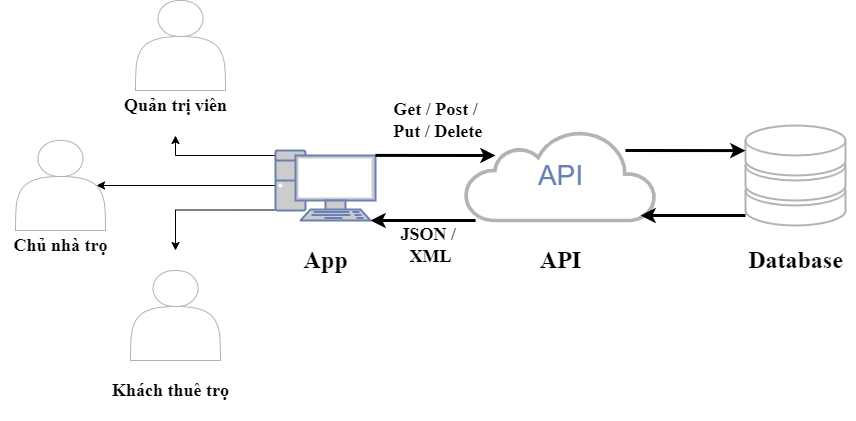 Quản trị viên
Get / Post /
Put / Delete
API
Chủ nhà trọ
JSON /
XML
App
API
Database
Khách thuê trọ